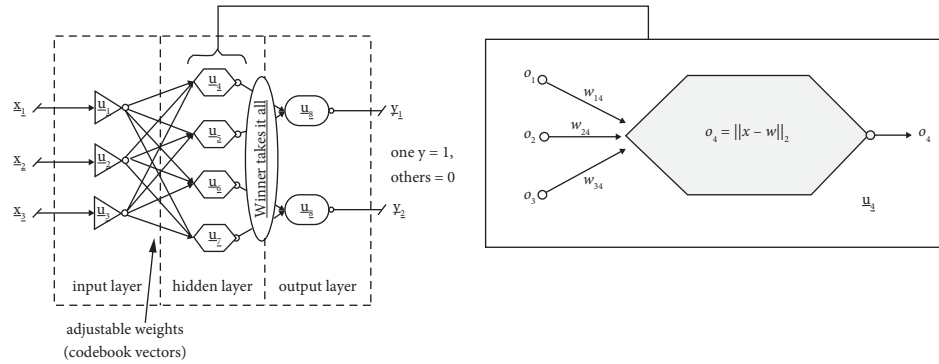 x₁
x₂
x₃
u₁
u₂
u₃
u₄
u₅
u₆
u₇
Winner takes it all
u₈
u₈
y₁
y₂
one y = 1,
others = 0
input layer
hidden layer
output layer
adjustable weights
(codebook vectors)
o₁
o₂
o₃
w₁₄
w₂₄
w₃₄
o₄ = ||x – w||₂
o₄
u₄